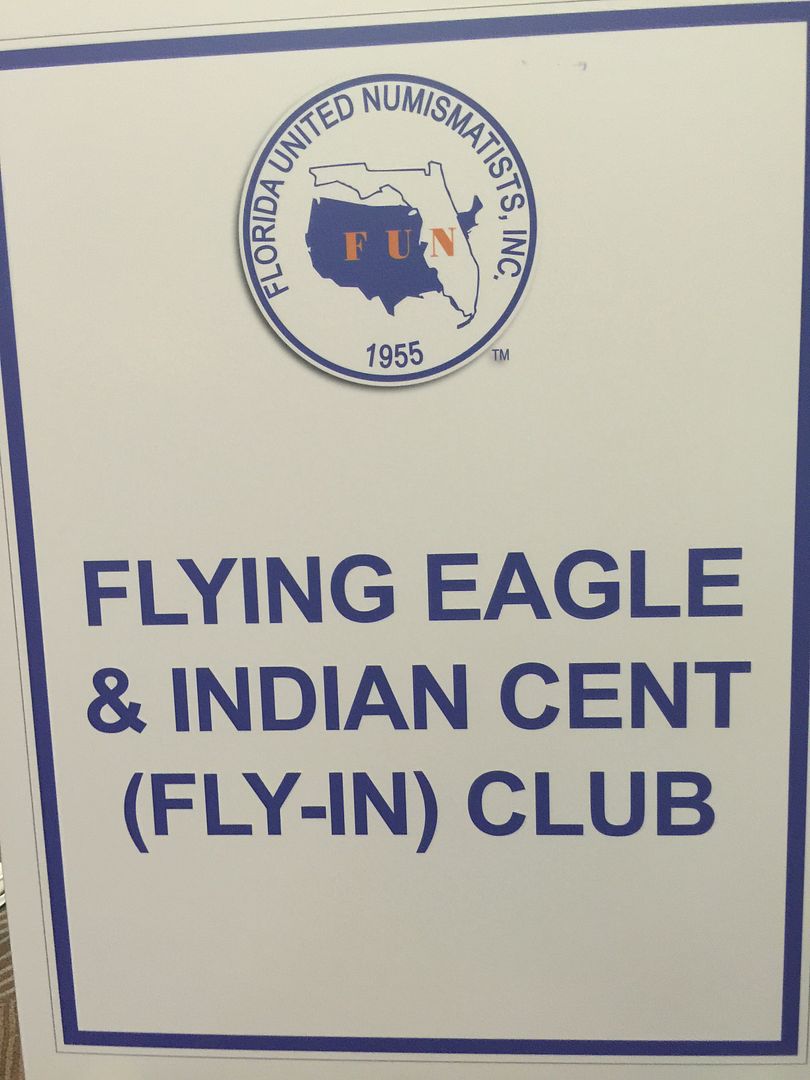 FLORIDA UNITED NUMISMATISTS, INC.
FUN
1955
TM
FLYING EAGLE
& INDIAN CENT
(FLY-IN) CLUB